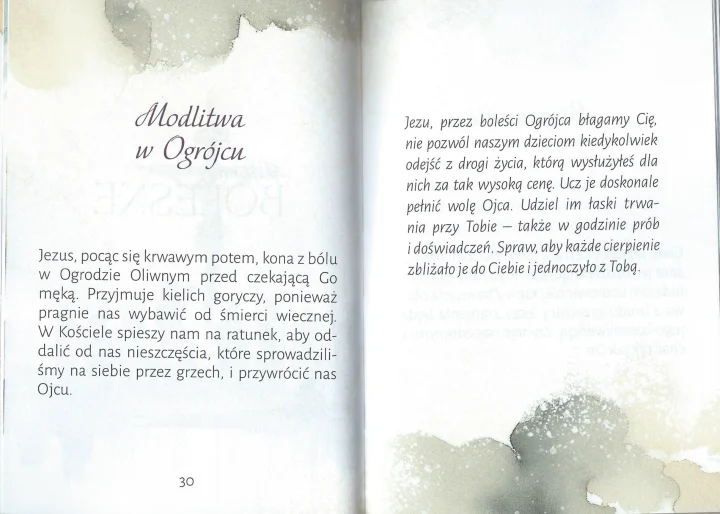 Modlitwa
w Ogrójcu
Jezus, pocąc się krwawym potem, kona z bólu
w Ogrodzie Oliwnym przed czekającą Go
męką. Przyjmuje kielich goryczy, ponieważ
pragnie nas wybawić od śmierci wiecznej.
W Kościele spieszy nam na ratunek, aby od-
dalić od nas nieszczęścia, które sprowadzili-
śmy na siebie przez grzech, i przywrócić nas
Ojcu.
30
Jezu, przez boleści Ogrójca błagamy Cię,
nie pozwól naszym dzieciom kiedykolwiek
odejść z drogi życia, którą wysłużyłeś dla
nich za tak wysoką cenę. Ucz je doskonale
pełnić wolę Ojca. Udziel im łaski trwa-
nia przy Tobie – także w godzinie prób
i doświadczeń. Spraw, aby każde cierpienie
zbliżało je do Ciebie i jednoczyło z Tobą.